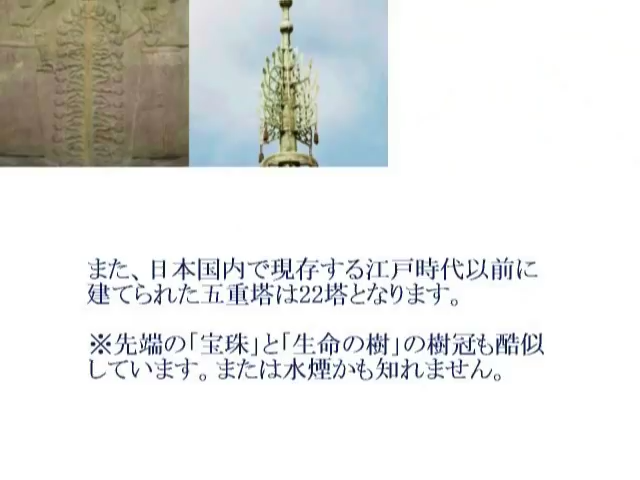 また、日本国内で現存する江戸時代以前に
建てられた五重塔は22塔となります。
※先端の「宝珠」と「生命の樹」の樹冠も酷似
しています。または水煙かも知れません。